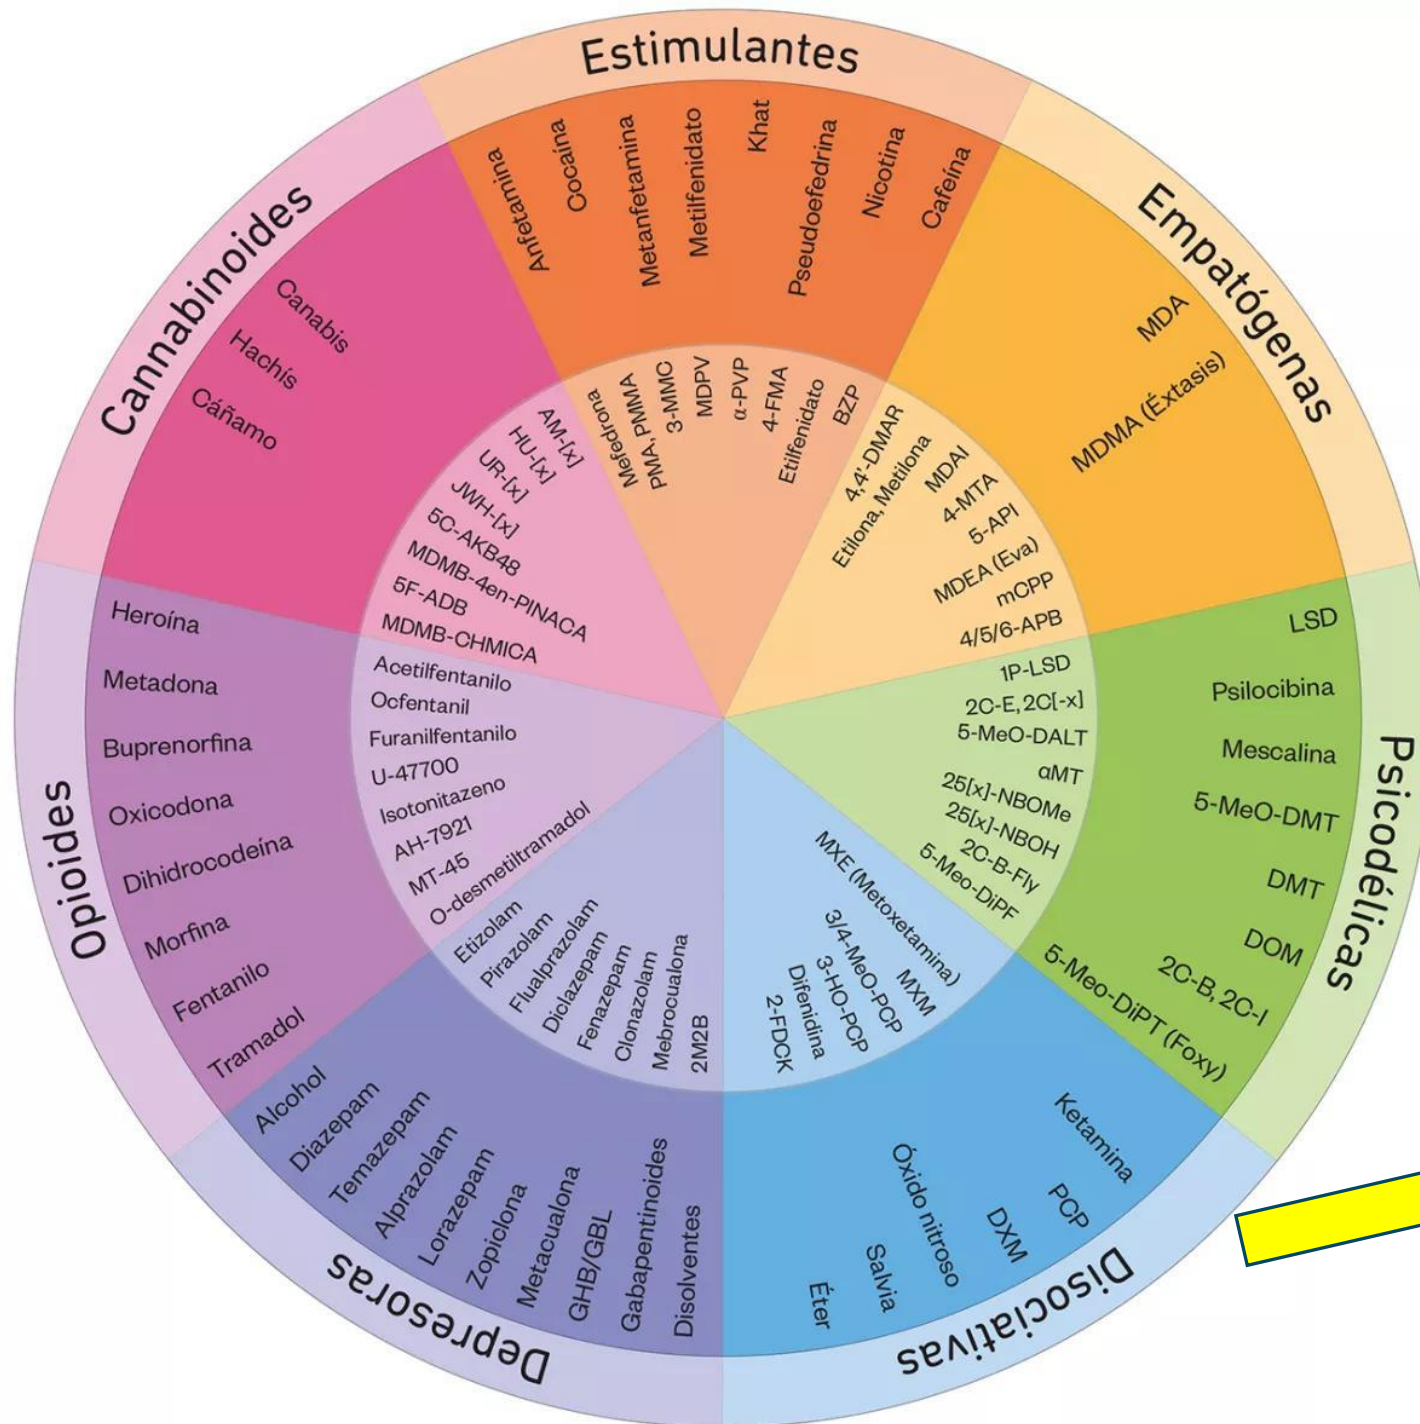 Estimulantes
Anfetamina
Cocaína
Metanfetamina
Metilfenidato
Khat
Pseudoefedrina
Nicotina
Cafeína
Mefedrona
PMA, PMMA
3-MMC
MDPV
α-PVP
4-FMA
Etilfenidato
BZP
Empatógenas
MDA
MDMA (Éxtasis)
4,4'-DMAR
Etilona, Metilona
MDAI
4-MTA
5-API
MDEA (Eva)
mCPP
4/5/6-APB
Psicodélicas
LSD
Psilocibina
Mescalina
5-MeO-DMT
DMT
DOM
2C-B, 2C-I
5-Meo-DiPT (Foxy)
1P-LSD
2C-E, 2C[-x]
5-MeO-DALT
αMT
25[x]-NBOMe
25[x]-NBOH
2C-B-Fly
5-Meo-DiPF
Disociativas
Ketamina
PCP
DXM
Óxido nitroso
Salvia
Éter
MXE (Metoxetamina)
MXM
3/4-MeO-PCP
3-HO-PCP
Difenidina
2-FDCK
Depresoras
Disolventes
Gabapentinoides
GHB/GBL
Metacualona
Zopiclona
Lorazepam
Alprazolam
Temazepam
Diazepam
Alcohol
2M2B
Mebrocualona
Clonazolam
Fenazepam
Diclazepam
Flualprazolam
Pirazolam
Etizolam
Opioides
Tramadol
Fentanilo
Morfina
Dihidrocodeína
Oxicodona
Buprenorfina
Metadona
Heroína
O-desmetiltramadol
MT-45
AH-7921
Isotonitazeno
U-47700
Furanilfentanilo
Ocfentanil
Acetilfentanilo
Cannabinoides
Cáñamo
Hachís
Canabis
MDMB-CHMICA
5F-ADB
MDMB-4en-PINACA
5C-AKB48
JWH-[x]
UR-[x]
HU-[x]
AM-[x]